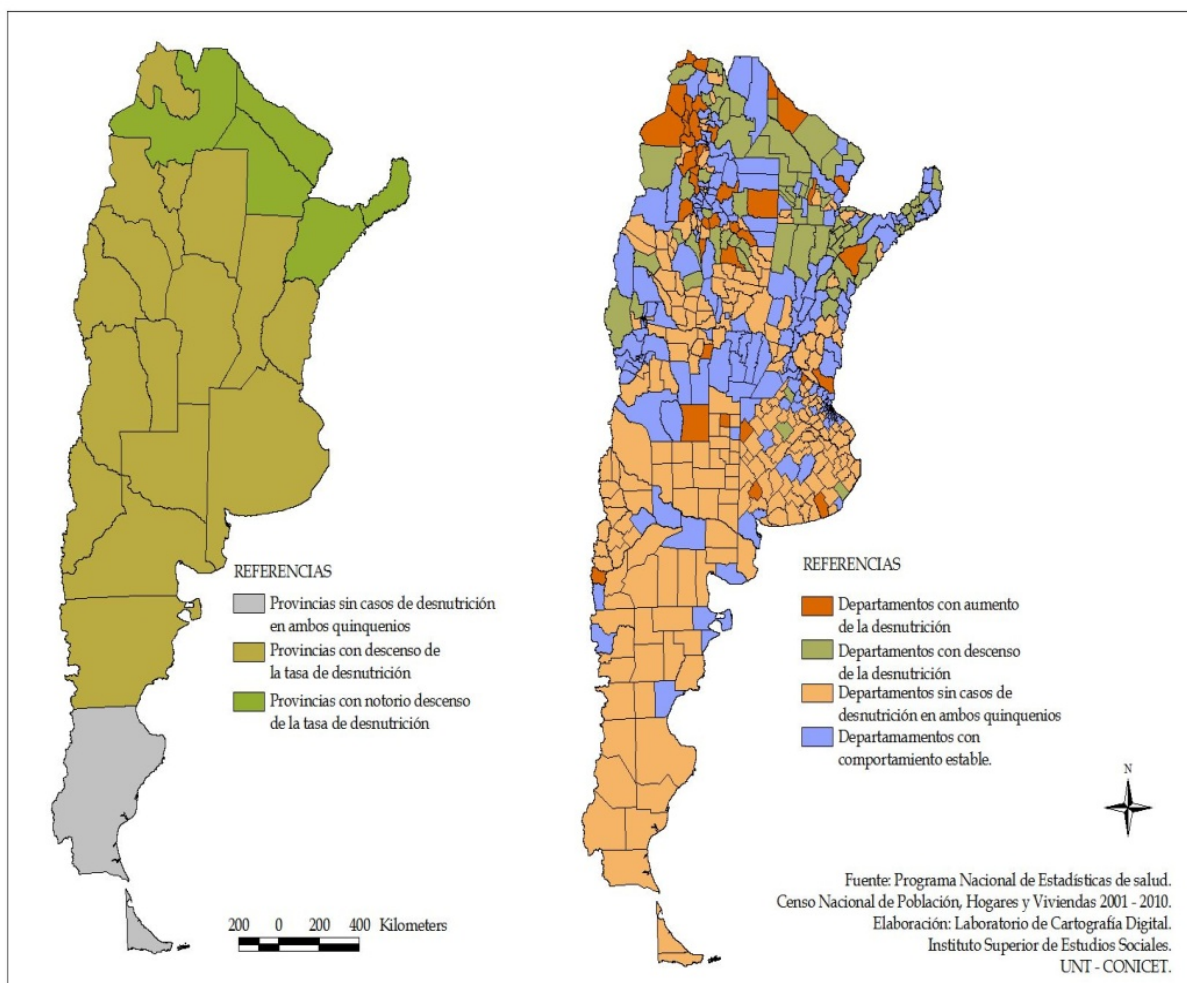 REFERENCIAS
Provincias sin casos de desnutrición
en ambos quinquenios
Provincias con descenso de
la tasa de desnutrición
Provincias con notorio descenso
de la tasa de desnutrición
200 0 200 400 Kilometers
REFERENCIAS
Departamentos con aumento
de la desnutrición
Departamentos con descenso
de la desnutrición
Departamentos sin casos de
desnutrición en ambos quinquenios
Departamamentos con
comportamiento estable.
N
Fuente: Programa Nacional de Estadísticas de salud.
Censo Nacional de Población, Hogares y Viviendas 2001 - 2010.
Elaboración: Laboratorio de Cartografía Digital.
Instituto Superior de Estudios Sociales.
UNT - CONICET.